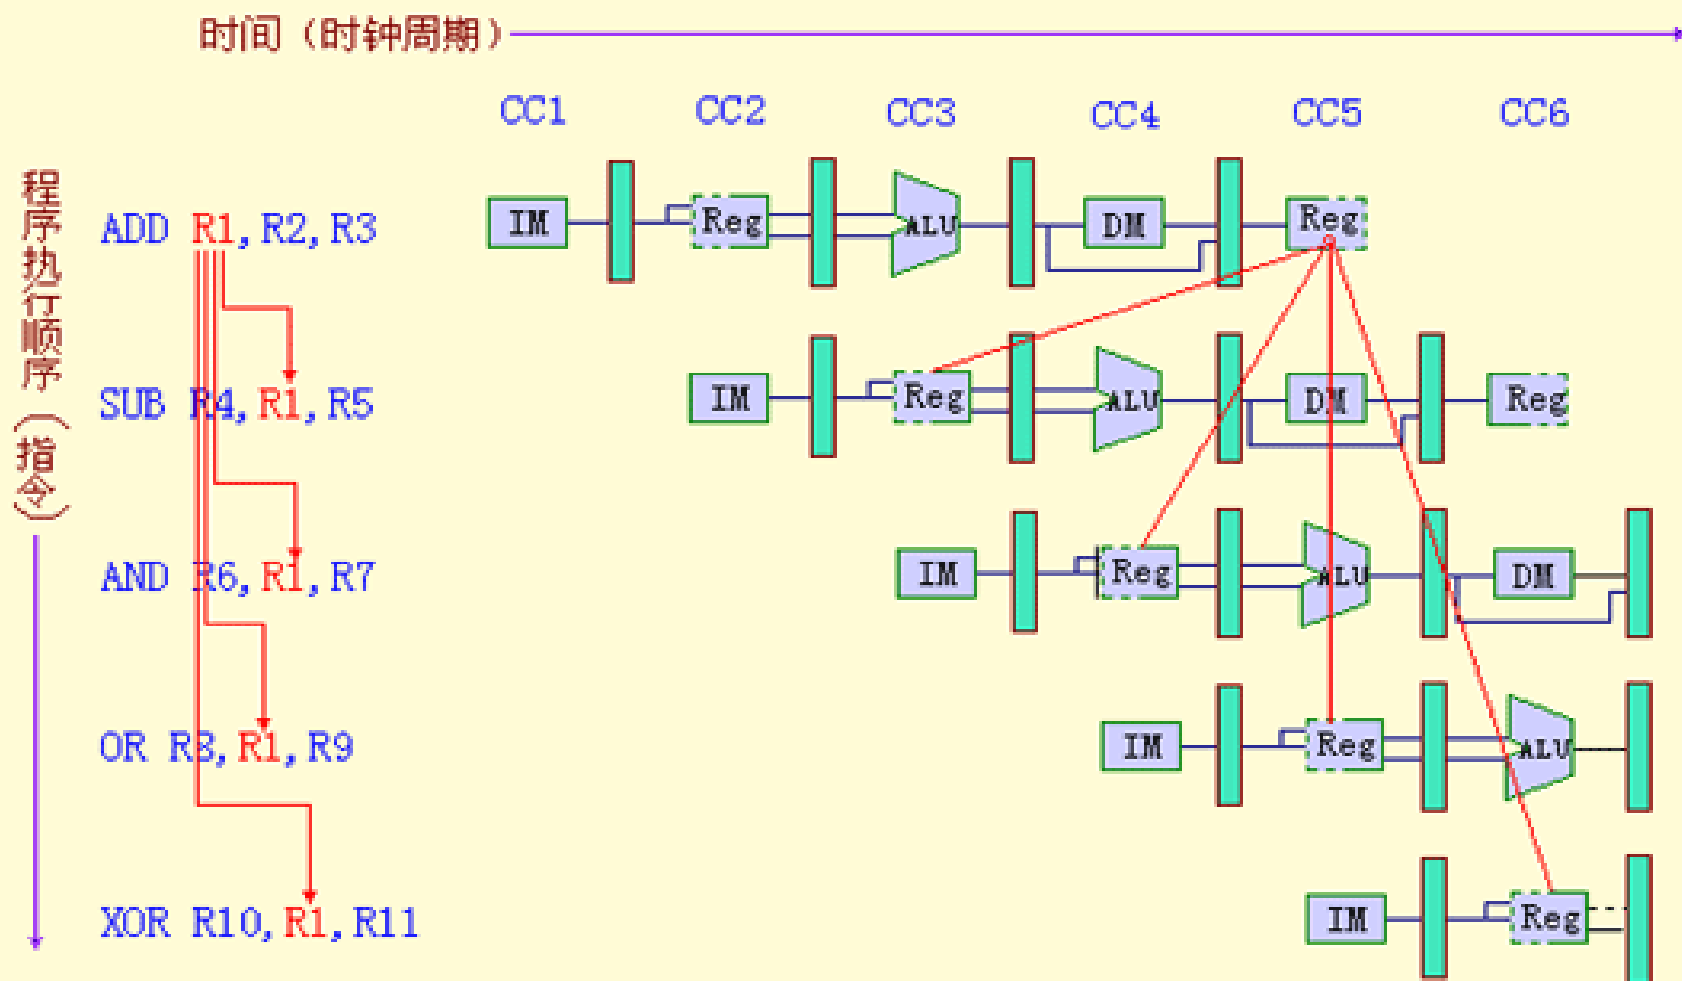 时间（时钟周期）
CC1 CC2 CC3 CC4 CC5 CC6
程序执行顺序（指令）
ADD R1,R2,R3 IM Reg ALU DM Reg
SUB R4,R1,R5 IM Reg ALU DM Reg
AND R6,R1,R7 IM Reg ALU DM
OR R8,R1,R9 IM Reg ALU
XOR R10,R1,R11 IM Reg